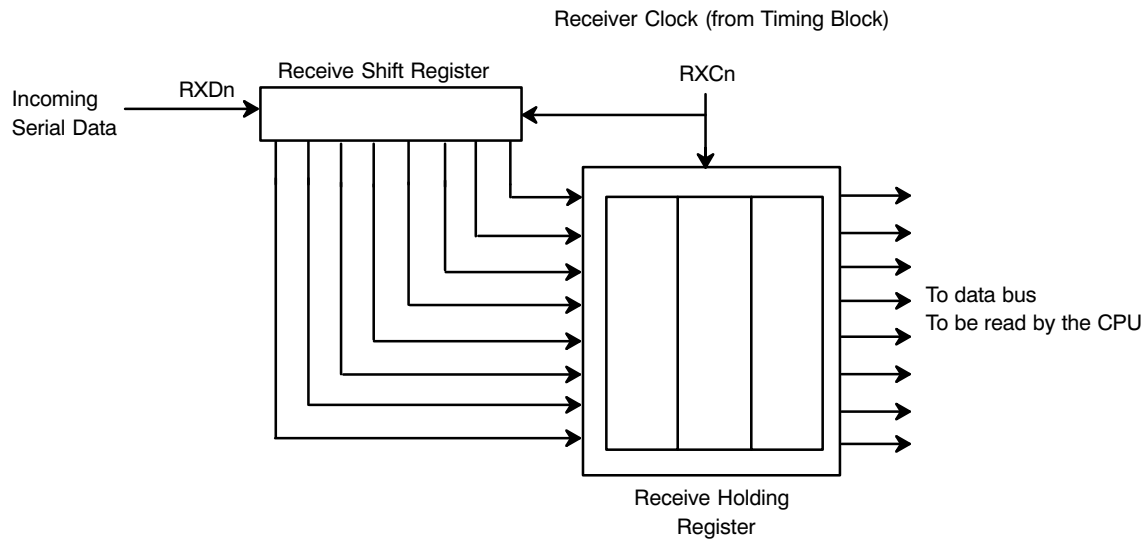 Receiver Clock (from Timing Block)
Receive Shift Register
RXCn
RXDn
Incoming
Serial Data
To data bus
To be read by the CPU
Receive Holding
Register